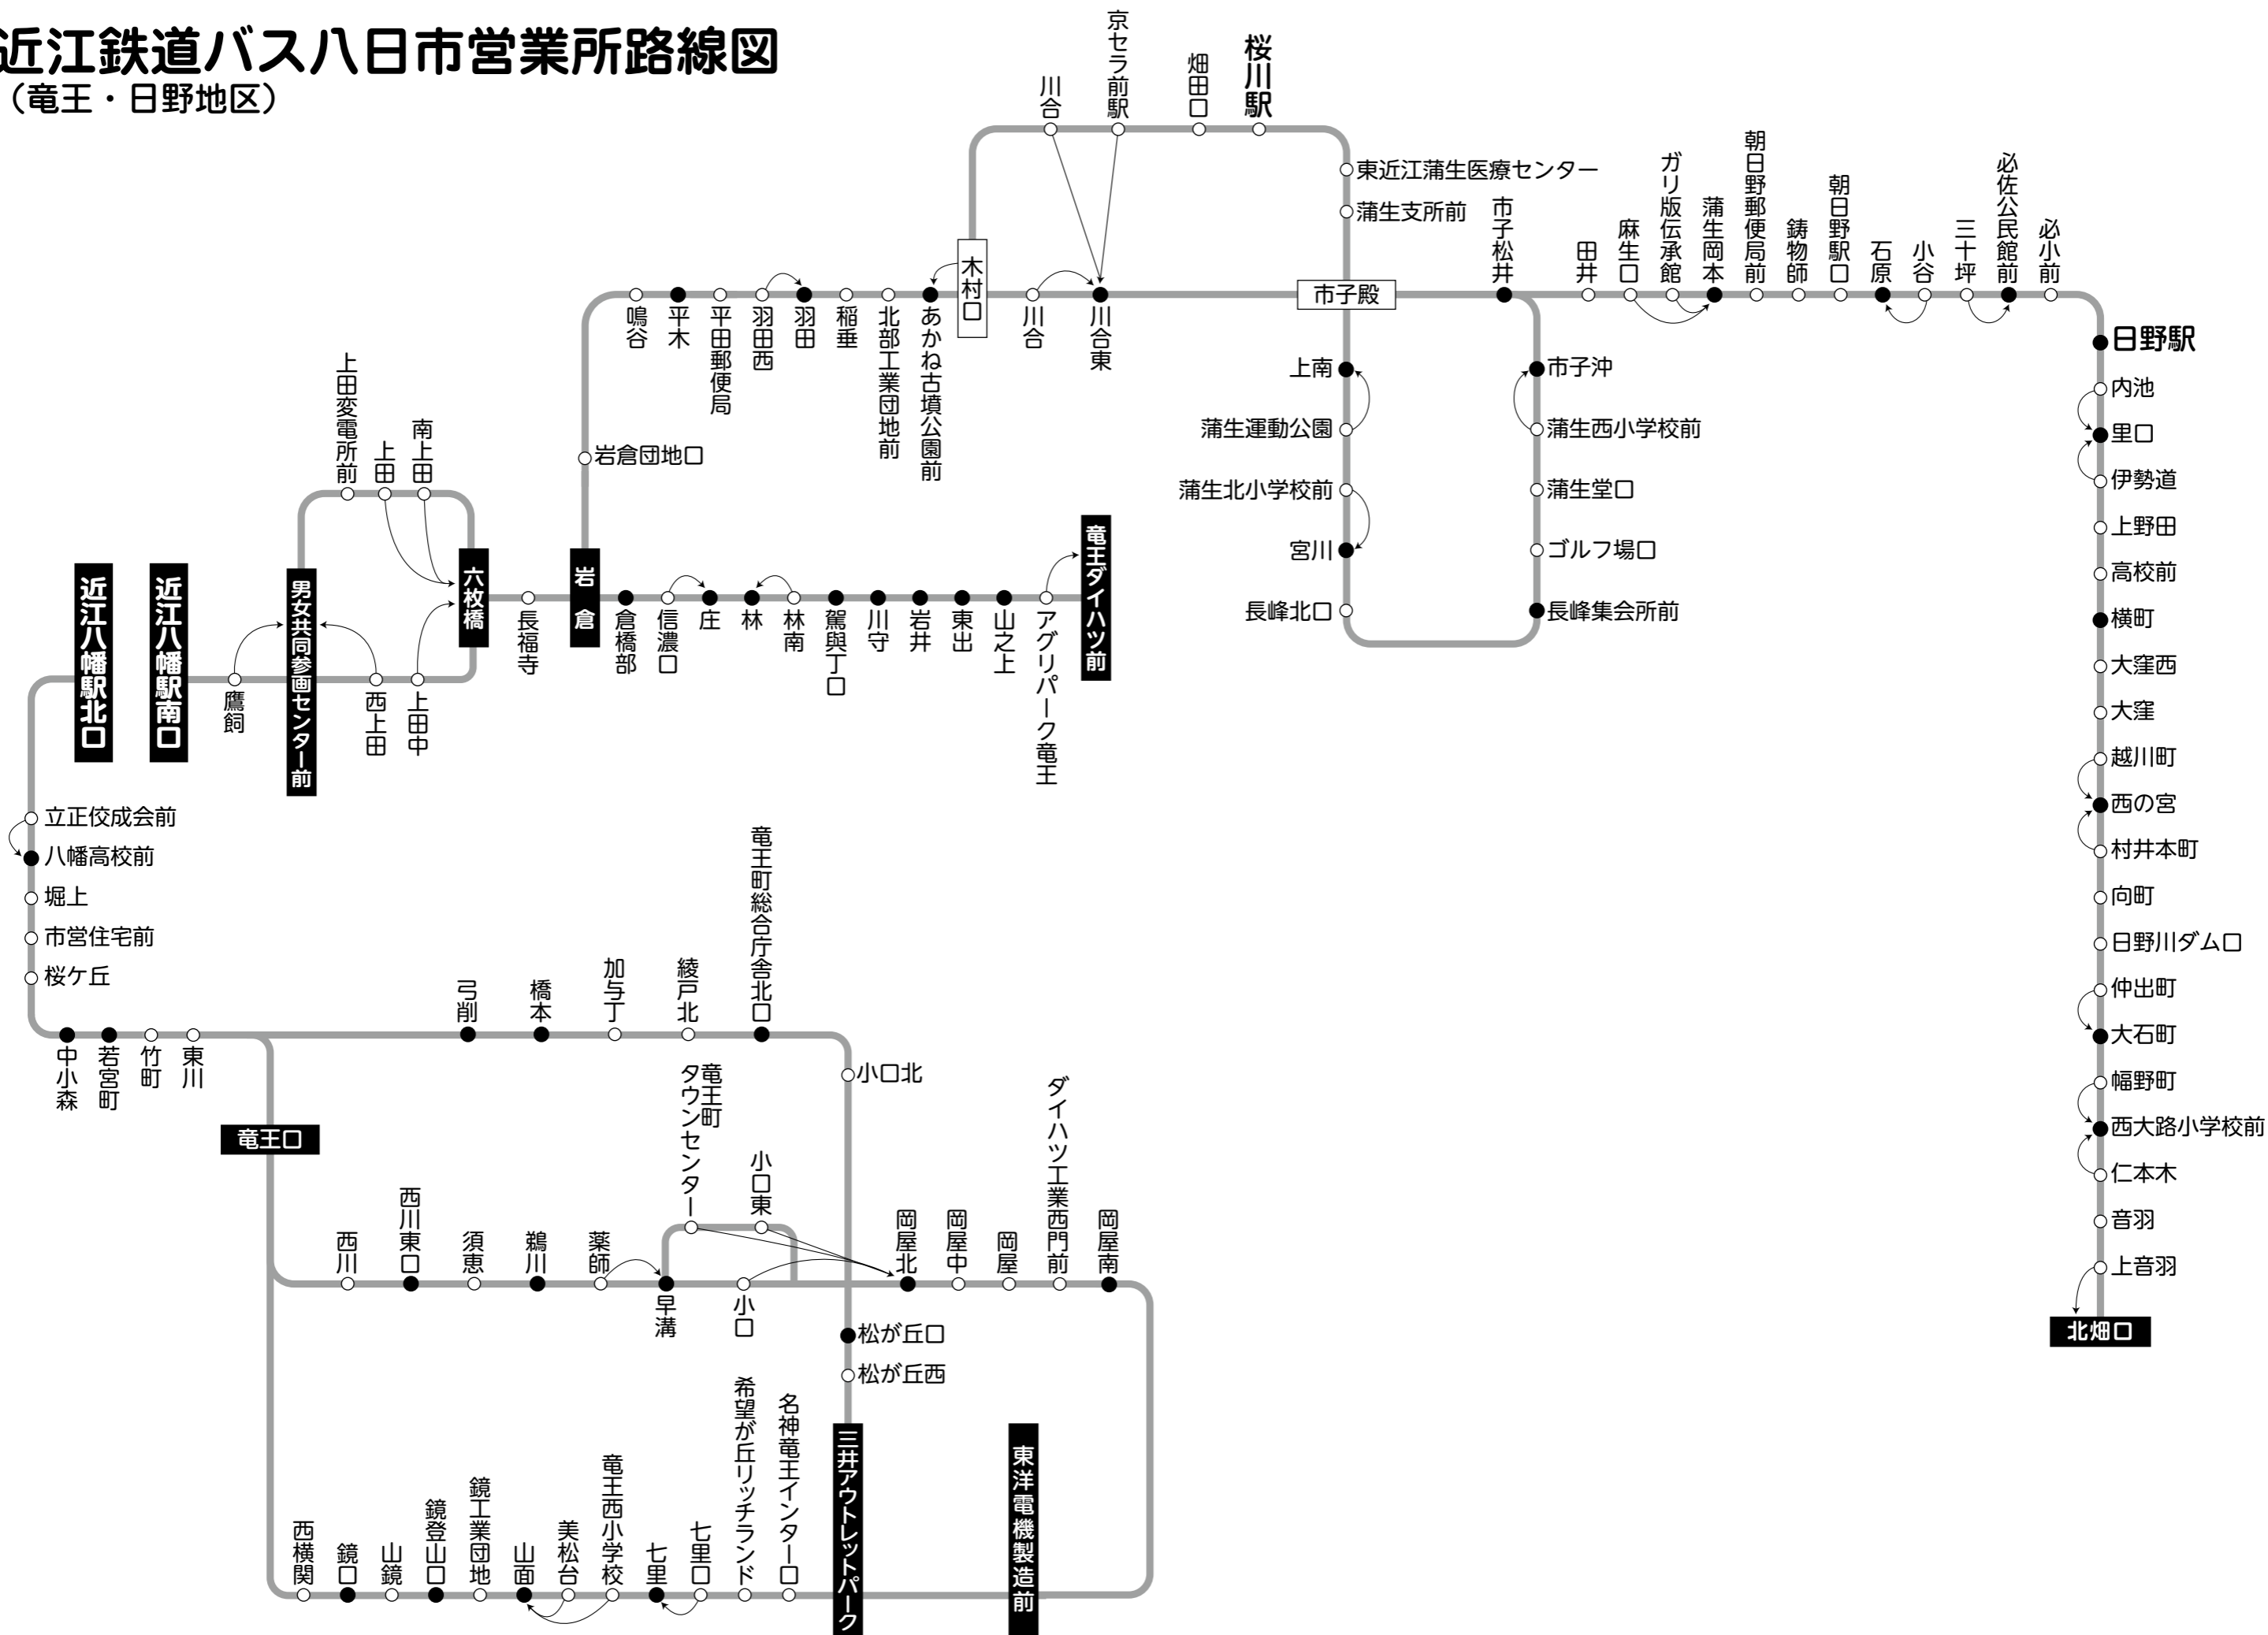 近江鉄道バス八日市営業所路線図
（竜王・日野地区）
川合
京セラ前駅
畑田口
桜川駅
東近江蒲生医療センター
蒲生支所前
木村口
市子殿
鳴谷
平木
平田郵便局
羽田西
羽田
稲垂
北部工業団地前
あかね古墳公園前
川合
川合東
市子松井
田井
麻生口
ガリ版伝承館
蒲生岡本
朝日野郵便局前
鋳物師
朝日野駅口
石原
小谷
三十坪
必佐公民館前
必小前
上南
蒲生運動公園
蒲生北小学校前
宮川
長峰北口
市子沖
蒲生西小学校前
蒲生堂口
ゴルフ場口
長峰集会所前
日野駅
内池
里口
伊勢道
上野田
高校前
横町
大窪西
大窪
越川町
西の宮
村井本町
向町
日野川ダム口
仲出町
大石町
幅野町
西大路小学校前
仁本木
音羽
上音羽
北畑口
岩倉団地口
上田変電所前
上田
南上田
近江八幡駅北口
近江八幡駅南口
鷹飼
男女共同参画センター前
西上田
上田中
六枚橋
長福寺
岩倉
倉橋部
信濃口
庄
林
林南
駕與丁口
川守
岩井
東出
山之上
アグリパーク竜王
竜王ダイハツ前
立正佼成会前
八幡高校前
堀上
市営住宅前
桜ケ丘
中小森
若宮町
竹町
東川
弓削
橋本
加与丁
綾戸北
竜王町総合庁舎北口
小口北
竜王口
西川
西川東口
須恵
鵜川
薬師
早溝
竜王町
タウンセンター
小口東
小口
岡屋北
岡屋中
岡屋
ダイハツ工業西門前
岡屋南
松が丘口
松が丘西
西横関
鏡口
山鏡
鏡登山口
鏡工業団地
山面
美松台
竜王西小学校
七里
七里口
希望が丘リッチランド
名神竜王インター口
三井アウトレットパーク
東洋電機製造前